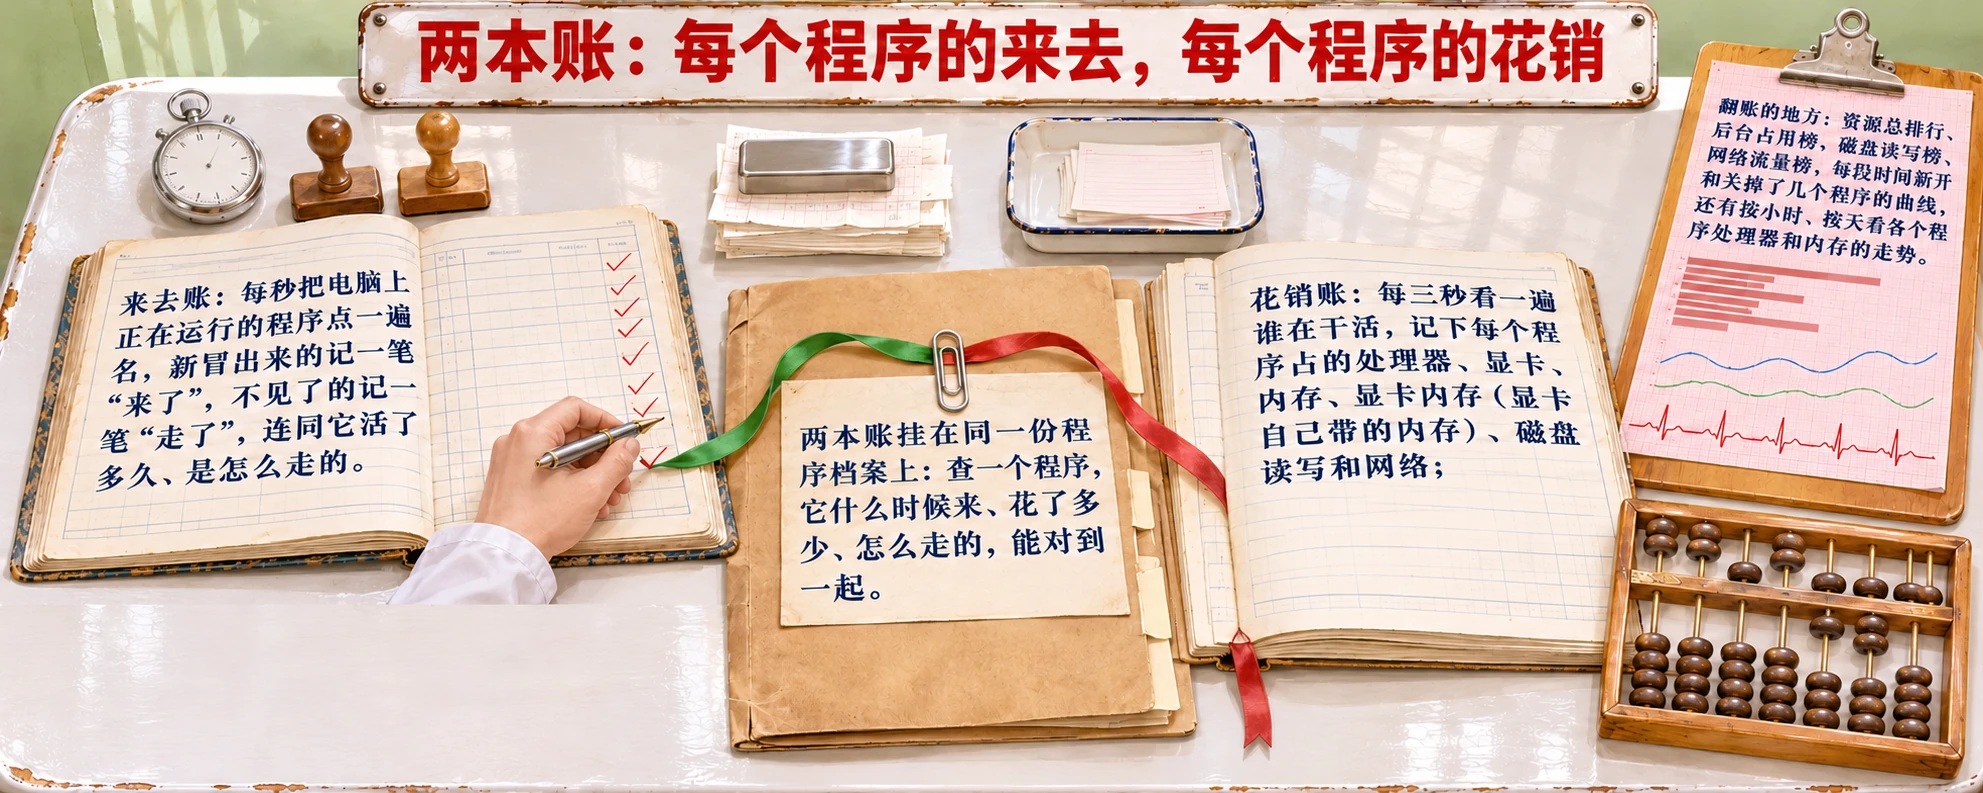 两本账：每个程序的来去，每个程序的花销
来去账：每秒把电脑上
正在运行的程序点一遍
名，新冒出来的记一笔
“来了”，不见了的记一
笔“走了”，连同它活了
多久、是怎么走的。
两本账挂在同一份程
序档案上：查一个程序，
它什么时候来、花了多
少、怎么走的，能对到
一起。
花销账：每三秒看一遍
谁在干活，记下每个程
序占的处理器、显卡、
内存、显卡内存（显卡
自己带的内存）、磁盘
读写和网络；
翻账的地方：资源总排行、
后台占用榜，磁盘读写榜、
网络流量榜，每段时间新开
和关掉了几个程序的曲线，
还有按小时、按天看各个程
序处理器和内存的走势。